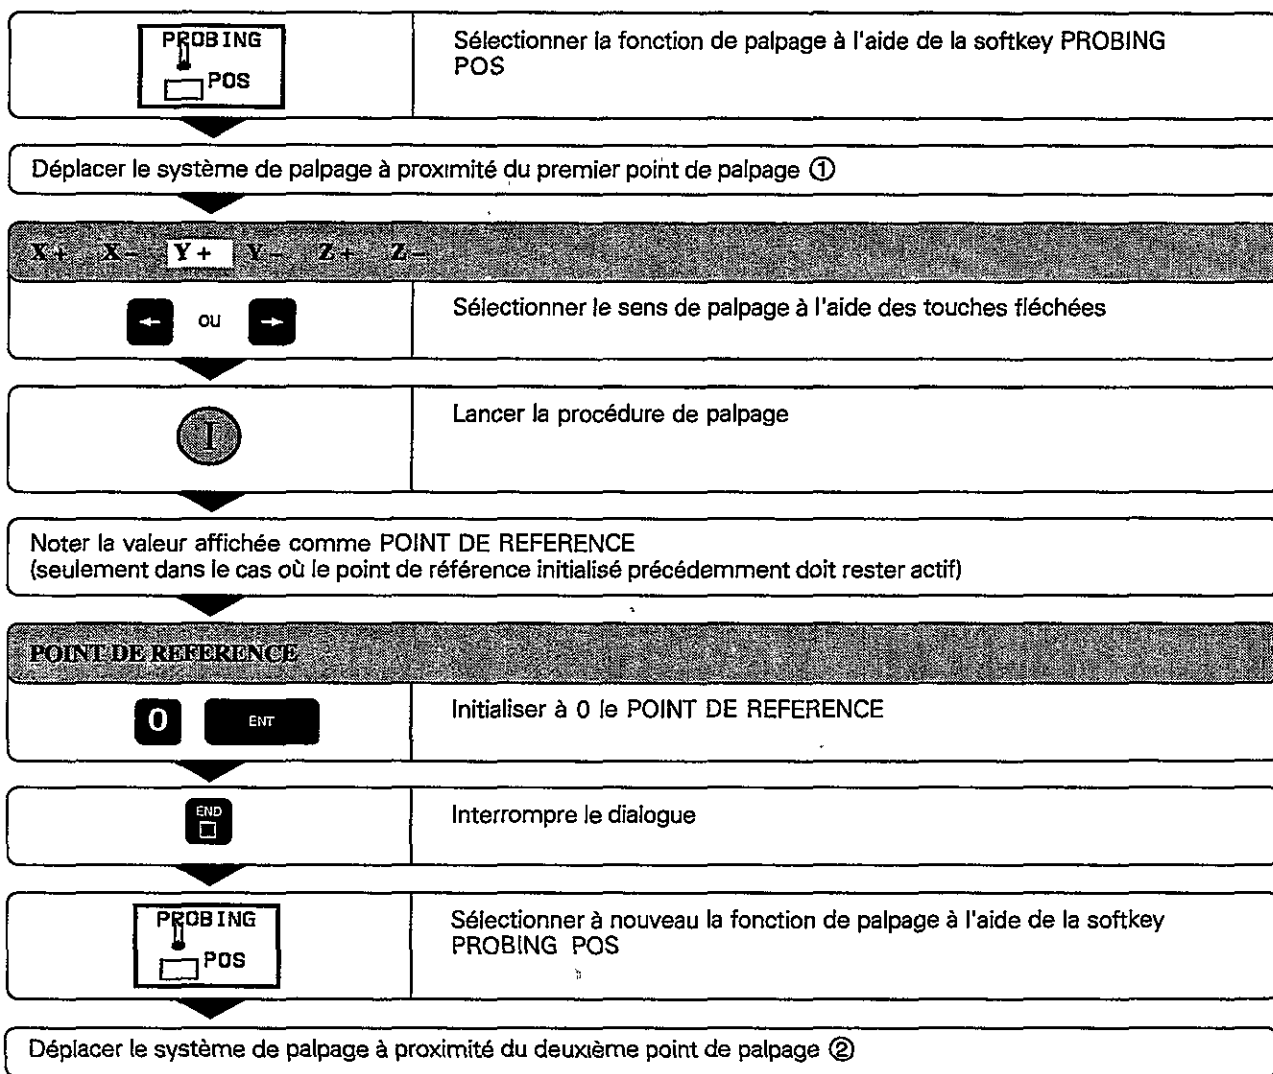 PROBING
POS
Sélectionner la fonction de palpage à l'aide de la softkey PROBING
POS
Déplacer le système de palpage à proximité du premier point de palpage ①
X+ X– Y+ Y– Z+ Z–
← ou →
Sélectionner le sens de palpage à l'aide des touches fléchées
I
Lancer la procédure de palpage
Noter la valeur affichée comme POINT DE REFERENCE
(seulement dans le cas où le point de référence initialisé précédemment doit rester actif)
POINT DE REFERENCE
0 ENT
Initialiser à 0 le POINT DE REFERENCE
END
Interrompre le dialogue
PROBING
POS
Sélectionner à nouveau la fonction de palpage à l'aide de la softkey
PROBING POS
Déplacer le système de palpage à proximité du deuxième point de palpage ②